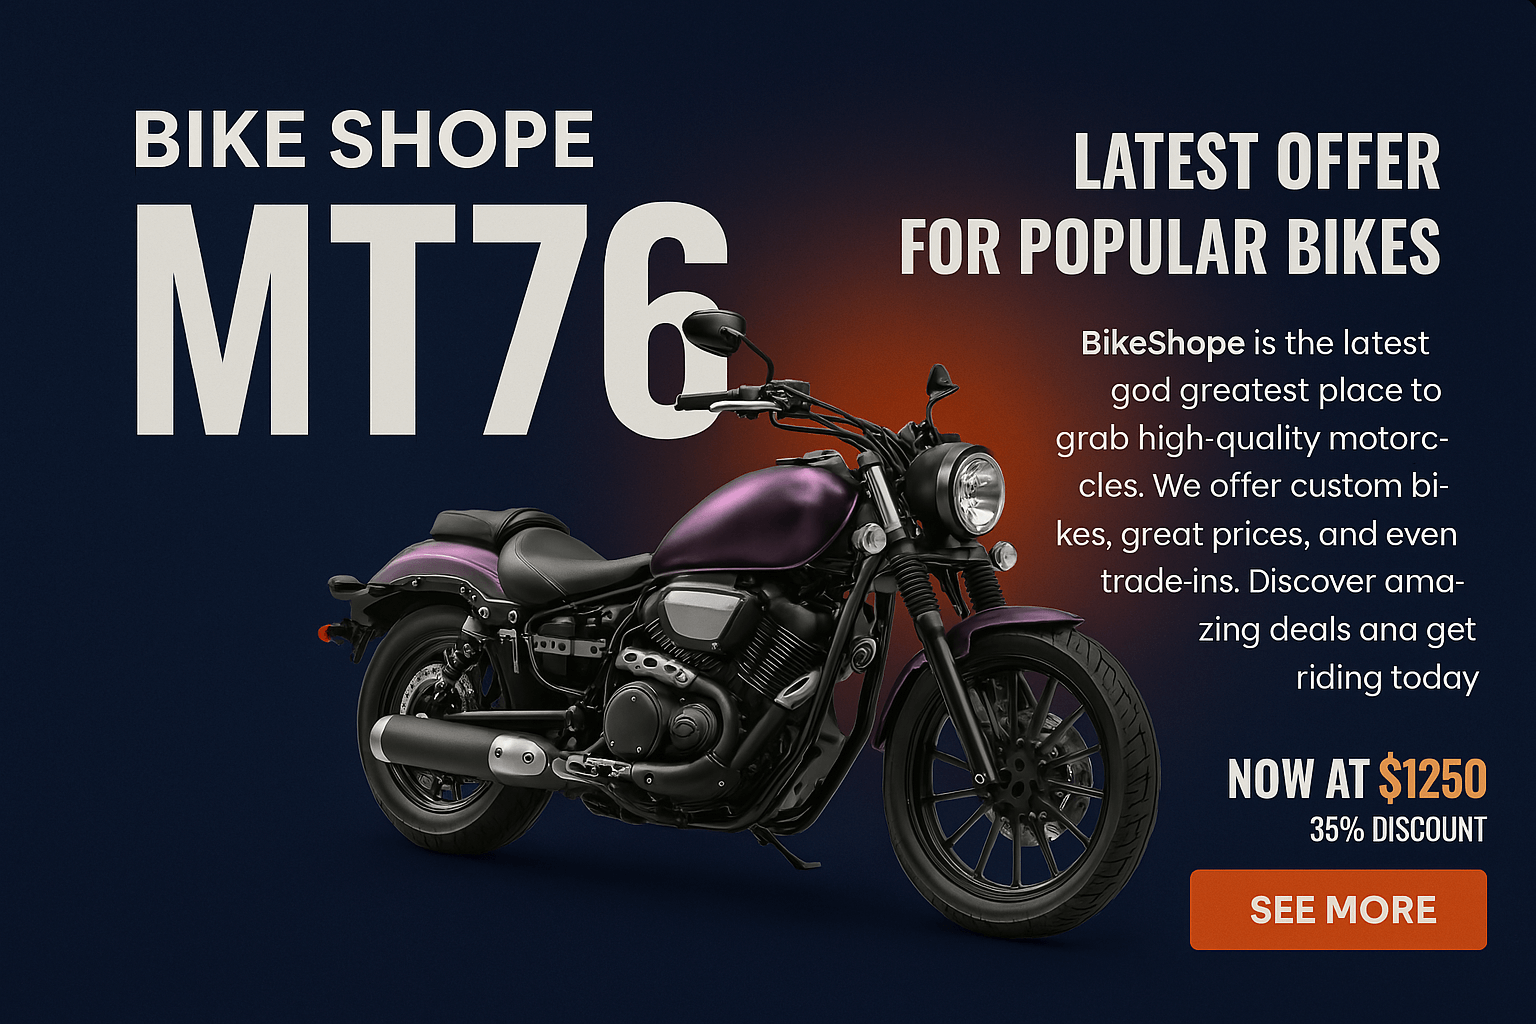 BIKE SHOPE
MT76
LATEST OFFER
FOR POPULAR BIKES
BikeShope is the latest
god greatest place to
grab high-quality motorc-
cles. We offer custom bi-
kes, great prices, and even
trade-ins. Discover ama-
zing deals ana get
riding today
NOW AT $1250
35% DISCOUNT
SEE MORE